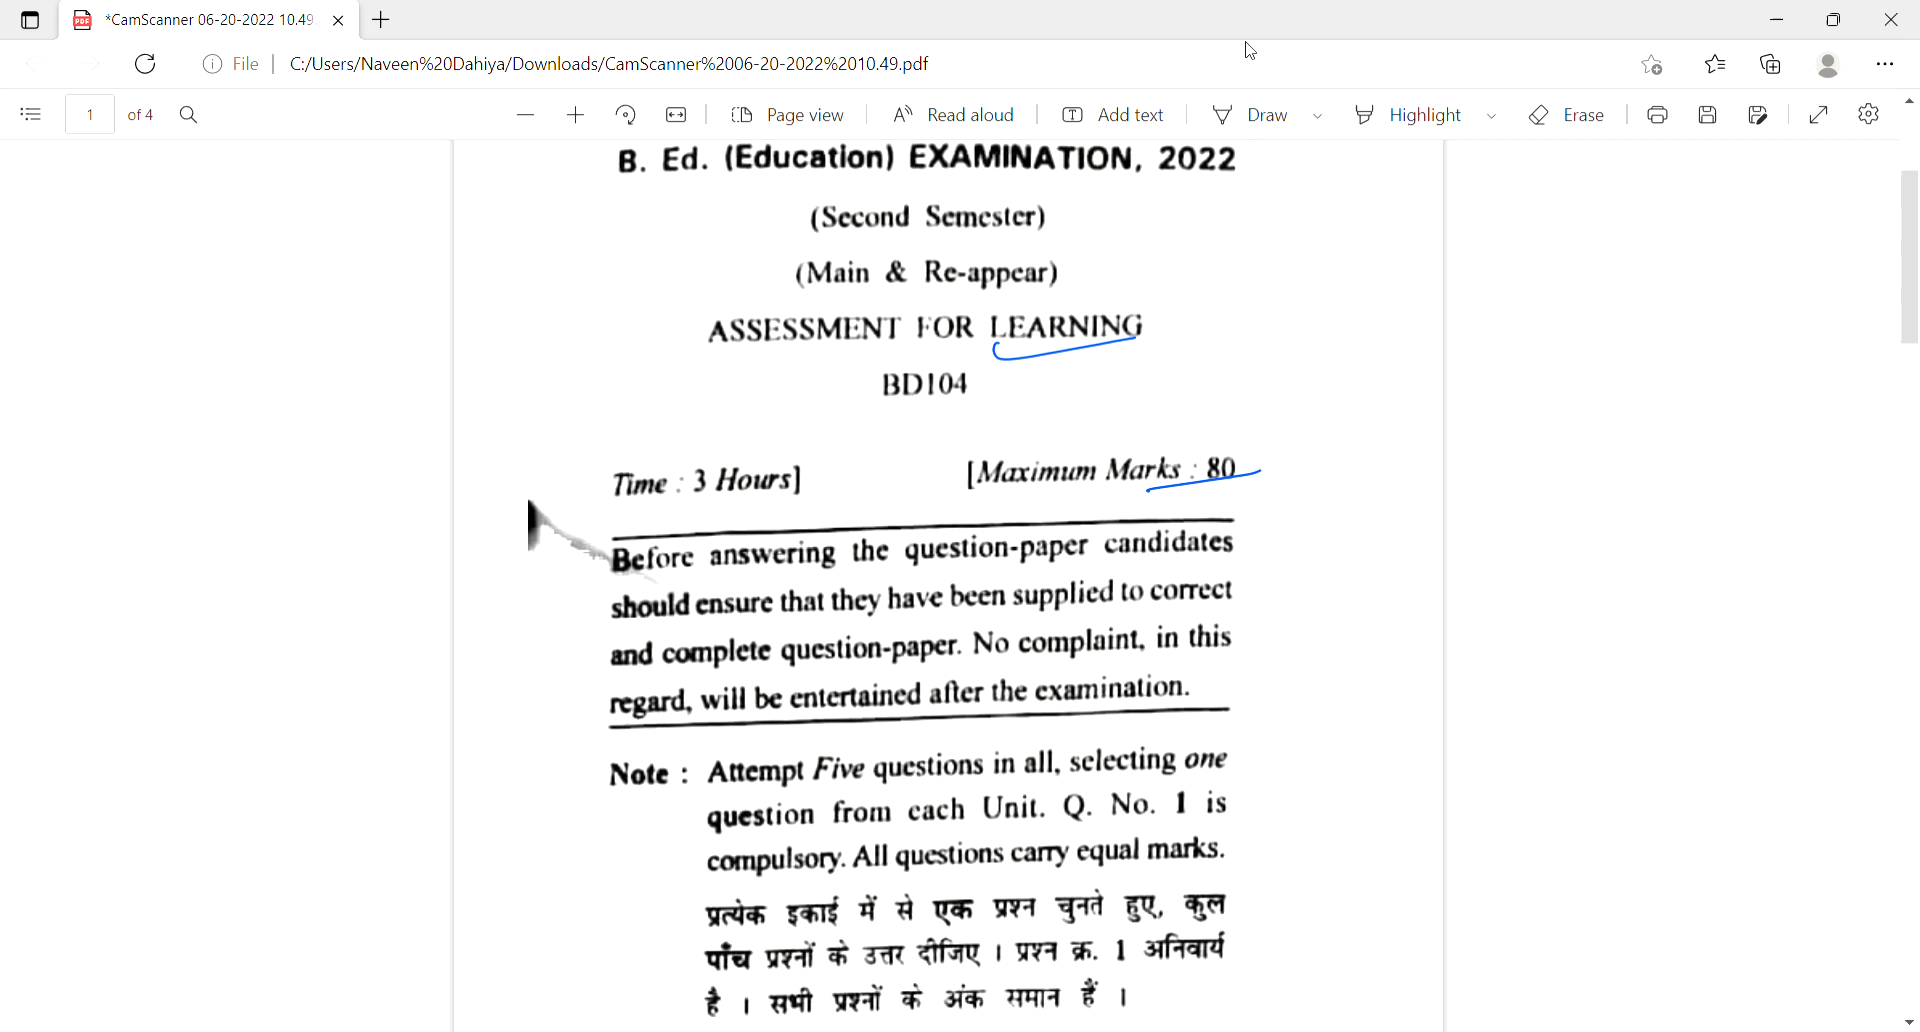 *CamScanner 06-20-2022 10.49
File
C:/Users/Naveen%20Dahiya/Downloads/CamScanner%2006-20-2022%2010.49.pdf
1 of 4
Page view
Read aloud
Add text
Draw
Highlight
Erase
B. Ed. (Education) EXAMINATION, 2022
(Second Semester)
(Main & Re-appear)
ASSESSMENT FOR LEARNING
BD104
Time : 3 Hours] [Maximum Marks : 80
Before answering the question-paper candidates
should ensure that they have been supplied to correct
and complete question-paper. No complaint, in this
regard, will be entertained after the examination.
Note : Attempt Five questions in all, selecting one
question from each Unit. Q. No. 1 is
compulsory. All questions carry equal marks.
प्रत्येक इकाई में से एक प्रश्न चुनते हुए, कुल
पाँच प्रश्नों के उत्तर दीजिए । प्रश्न क्र. 1 अनिवार्य
है । सभी प्रश्नों के अंक समान हैं ।